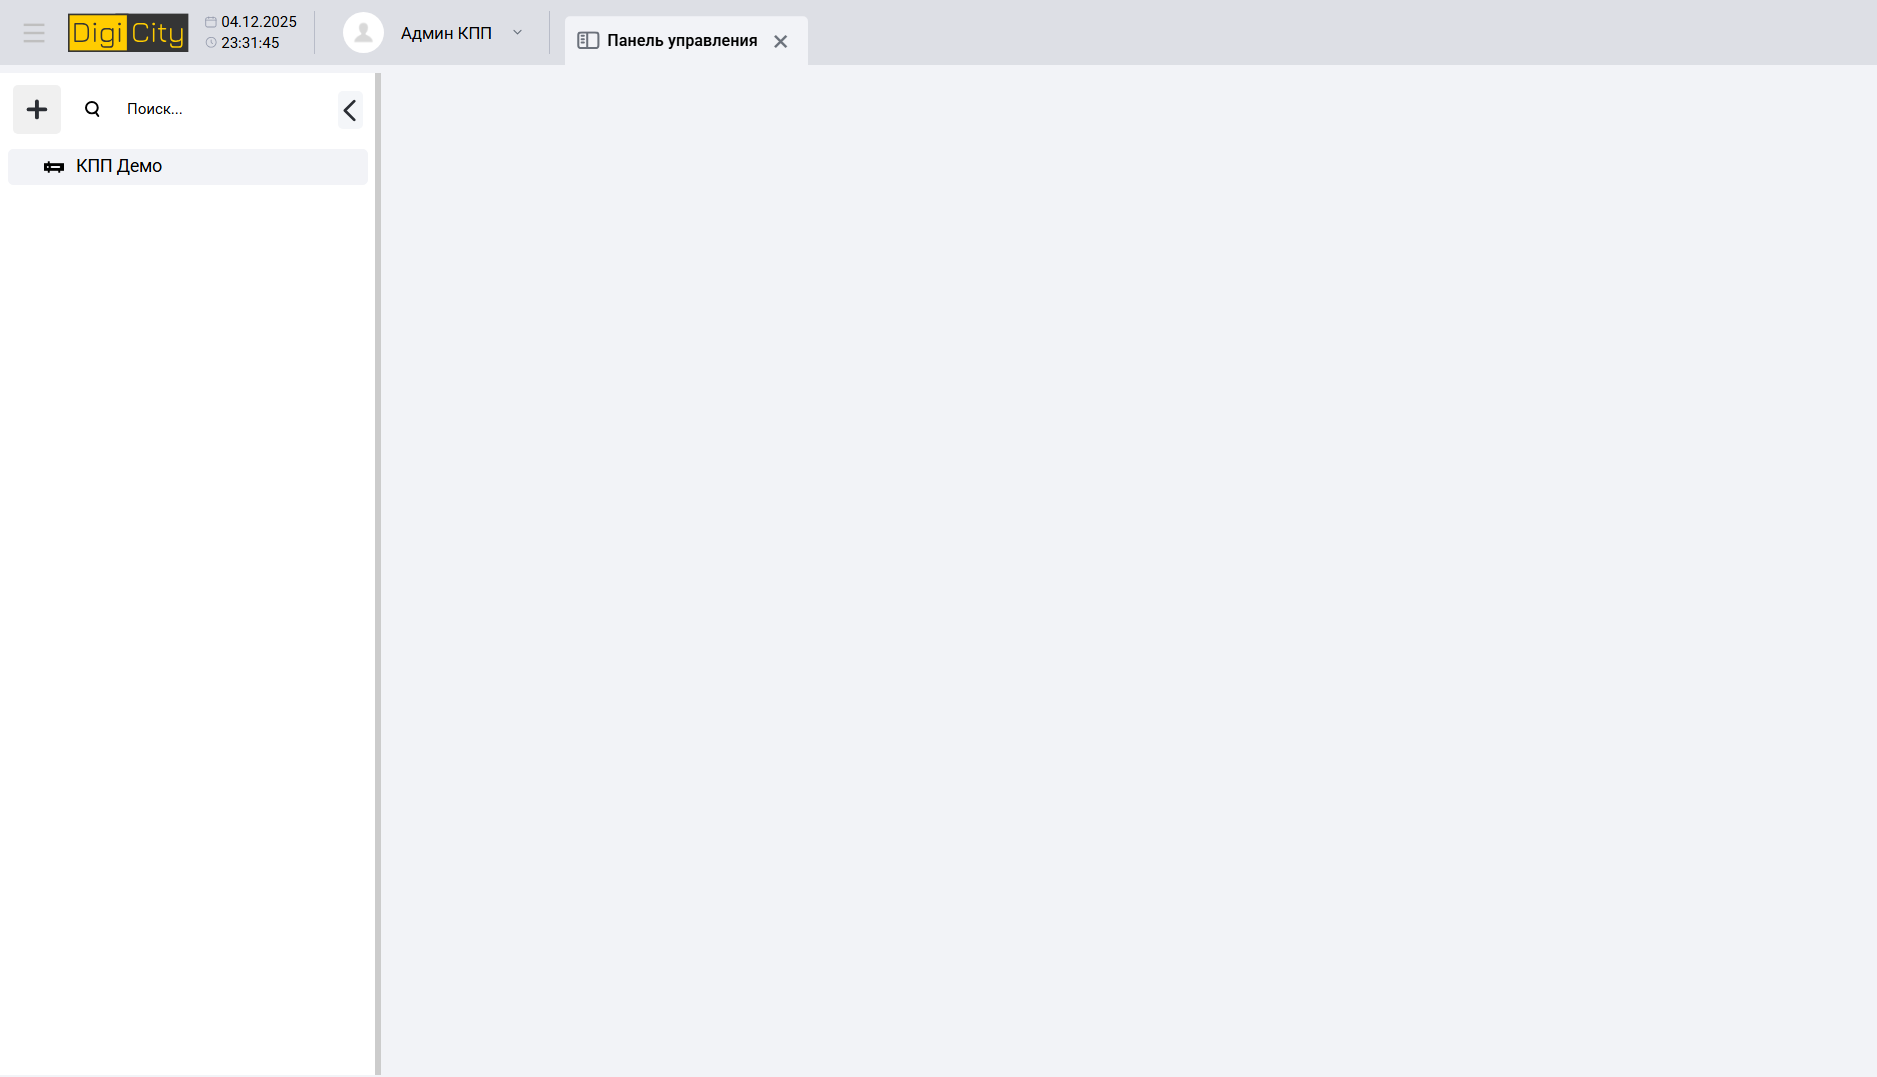 Digi City
04.12.2025
23:31:45
Админ КПП
Панель управления
Поиск...
КПП Демо